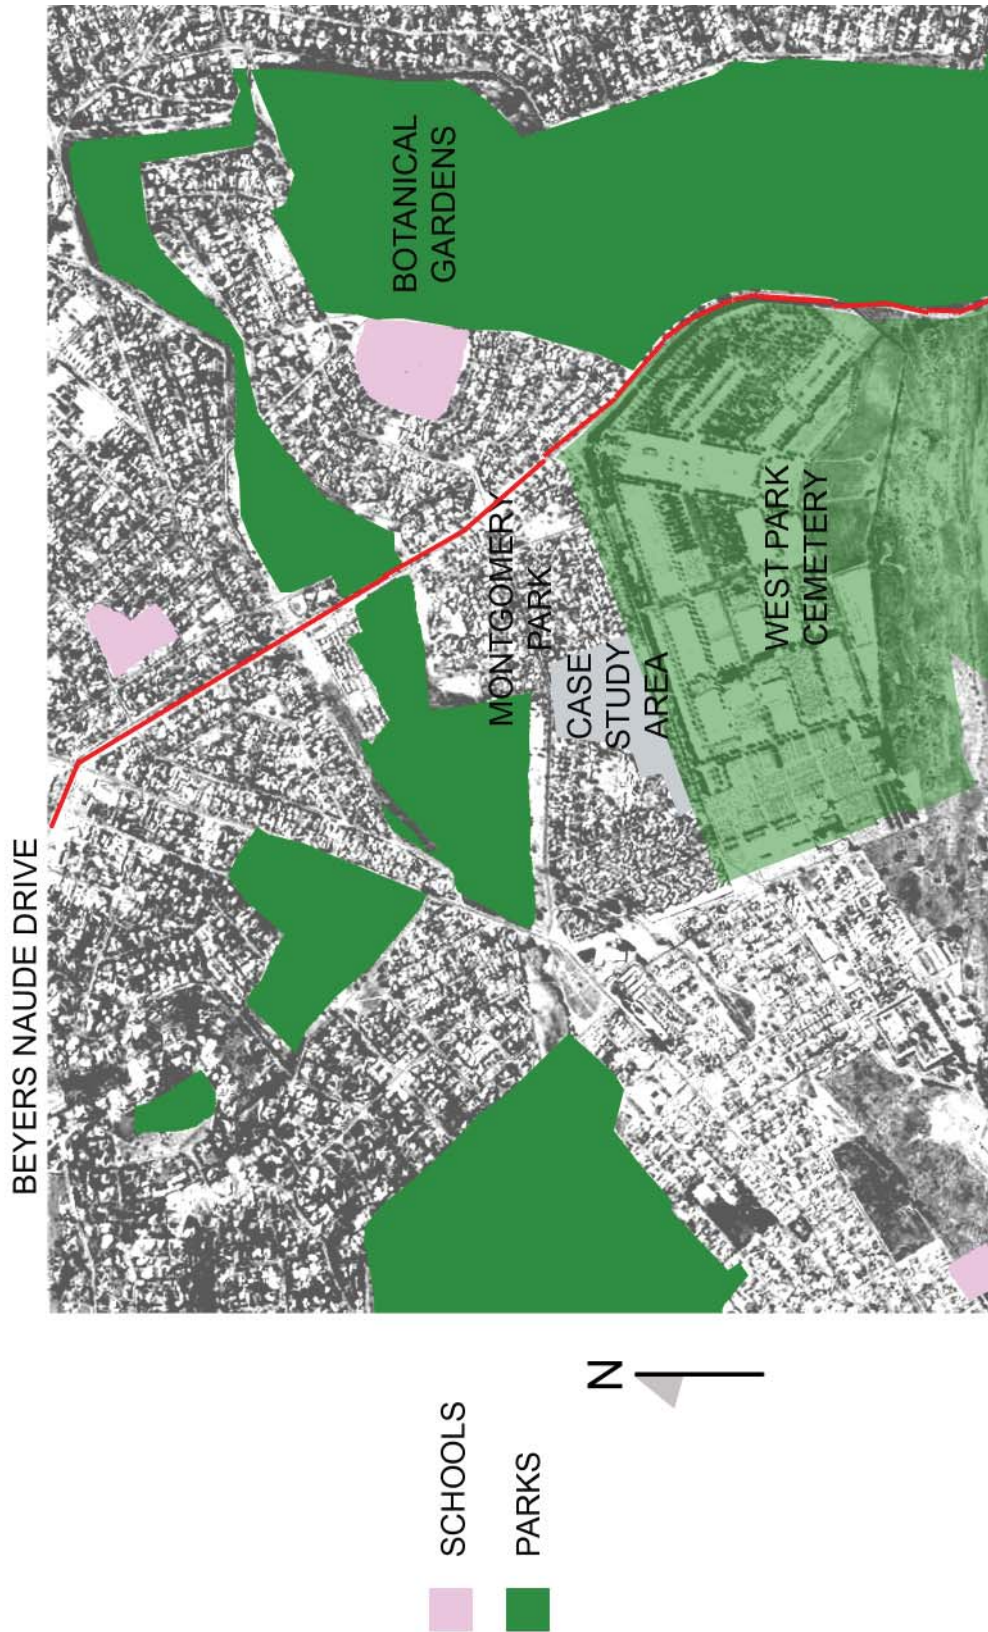 BEYERS NAUDE DRIVE
BOTANICAL
GARDENS
MONTGOMERY
PARK
CASE
STUDY
AREA
WEST PARK
CEMETERY
N
SCHOOLS
PARKS